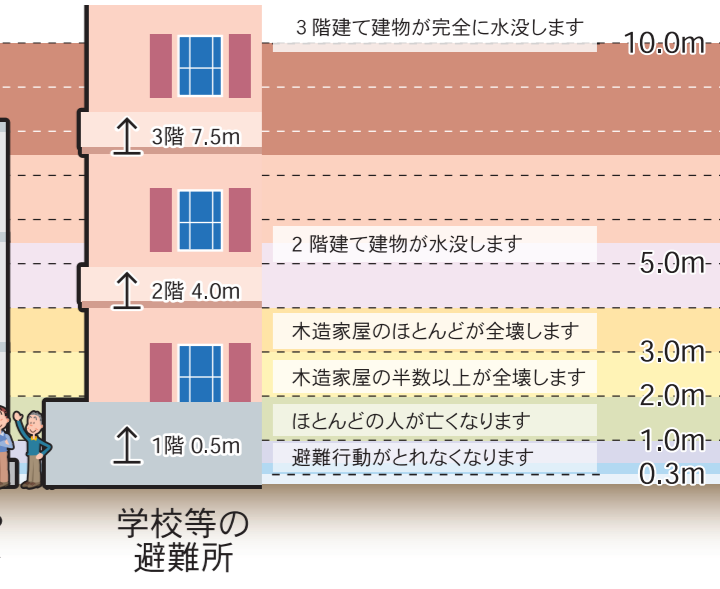 3階建て建物が完全に水没します
10.0m
3階 7.5m
2階建て建物が水没します
5.0m
2階 4.0m
木造家屋のほとんどが全壊します
3.0m
木造家屋の半数以上が全壊します
2.0m
ほとんどの人が亡くなります
1階 0.5m
1.0m
避難行動がとれなくなります
0.3m
学校等の
避難所